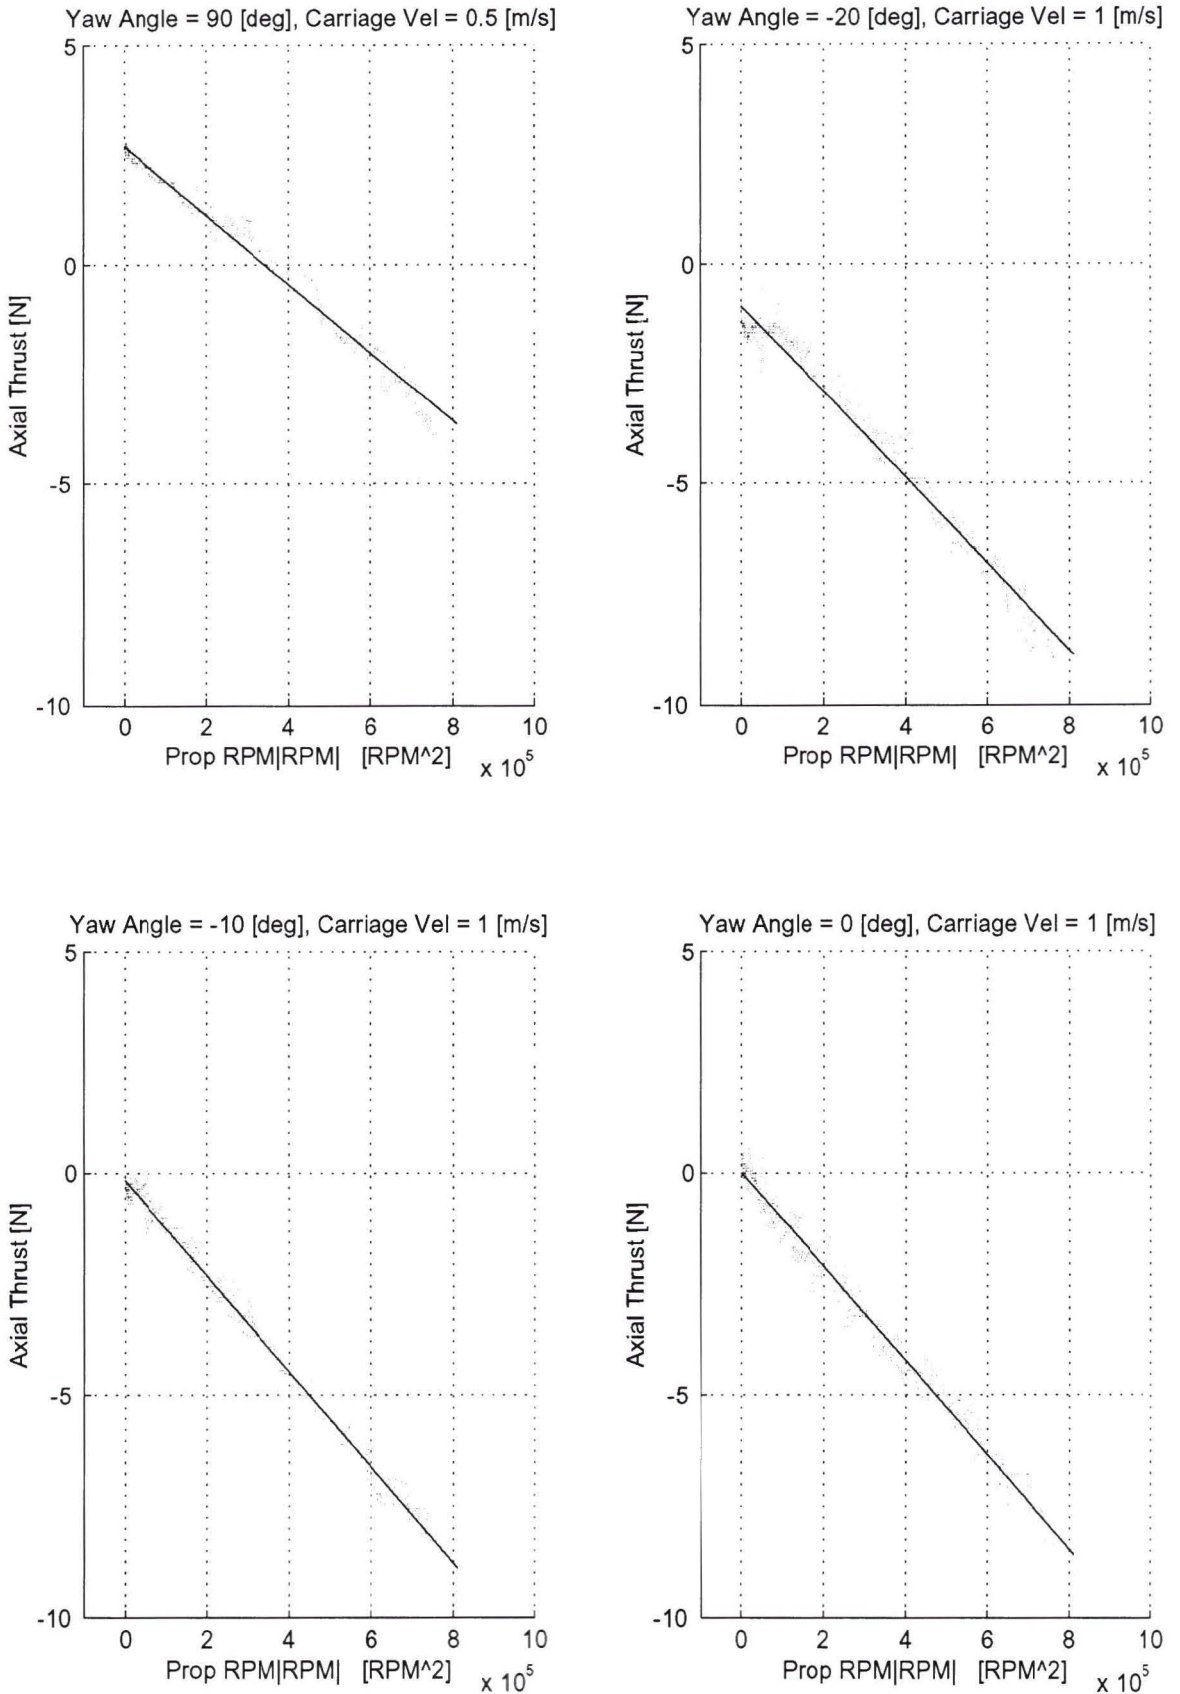 Yaw Angle = 90 [deg], Carriage Vel = 0.5 [m/s]
5
0
-5
-10
Axial Thrust [N]
0 2 4 6 8 10
Prop RPM|RPM| [RPM^2]
x 10^5
Yaw Angle = -20 [deg], Carriage Vel = 1 [m/s]
5
0
-5
-10
Axial Thrust [N]
0 2 4 6 8 10
Prop RPM|RPM| [RPM^2]
x 10^5
Yaw Angle = -10 [deg], Carriage Vel = 1 [m/s]
5
0
-5
-10
Axial Thrust [N]
0 2 4 6 8 10
Prop RPM|RPM| [RPM^2]
x 10^5
Yaw Angle = 0 [deg], Carriage Vel = 1 [m/s]
5
0
-5
-10
Axial Thrust [N]
0 2 4 6 8 10
Prop RPM|RPM| [RPM^2]
x 10^5